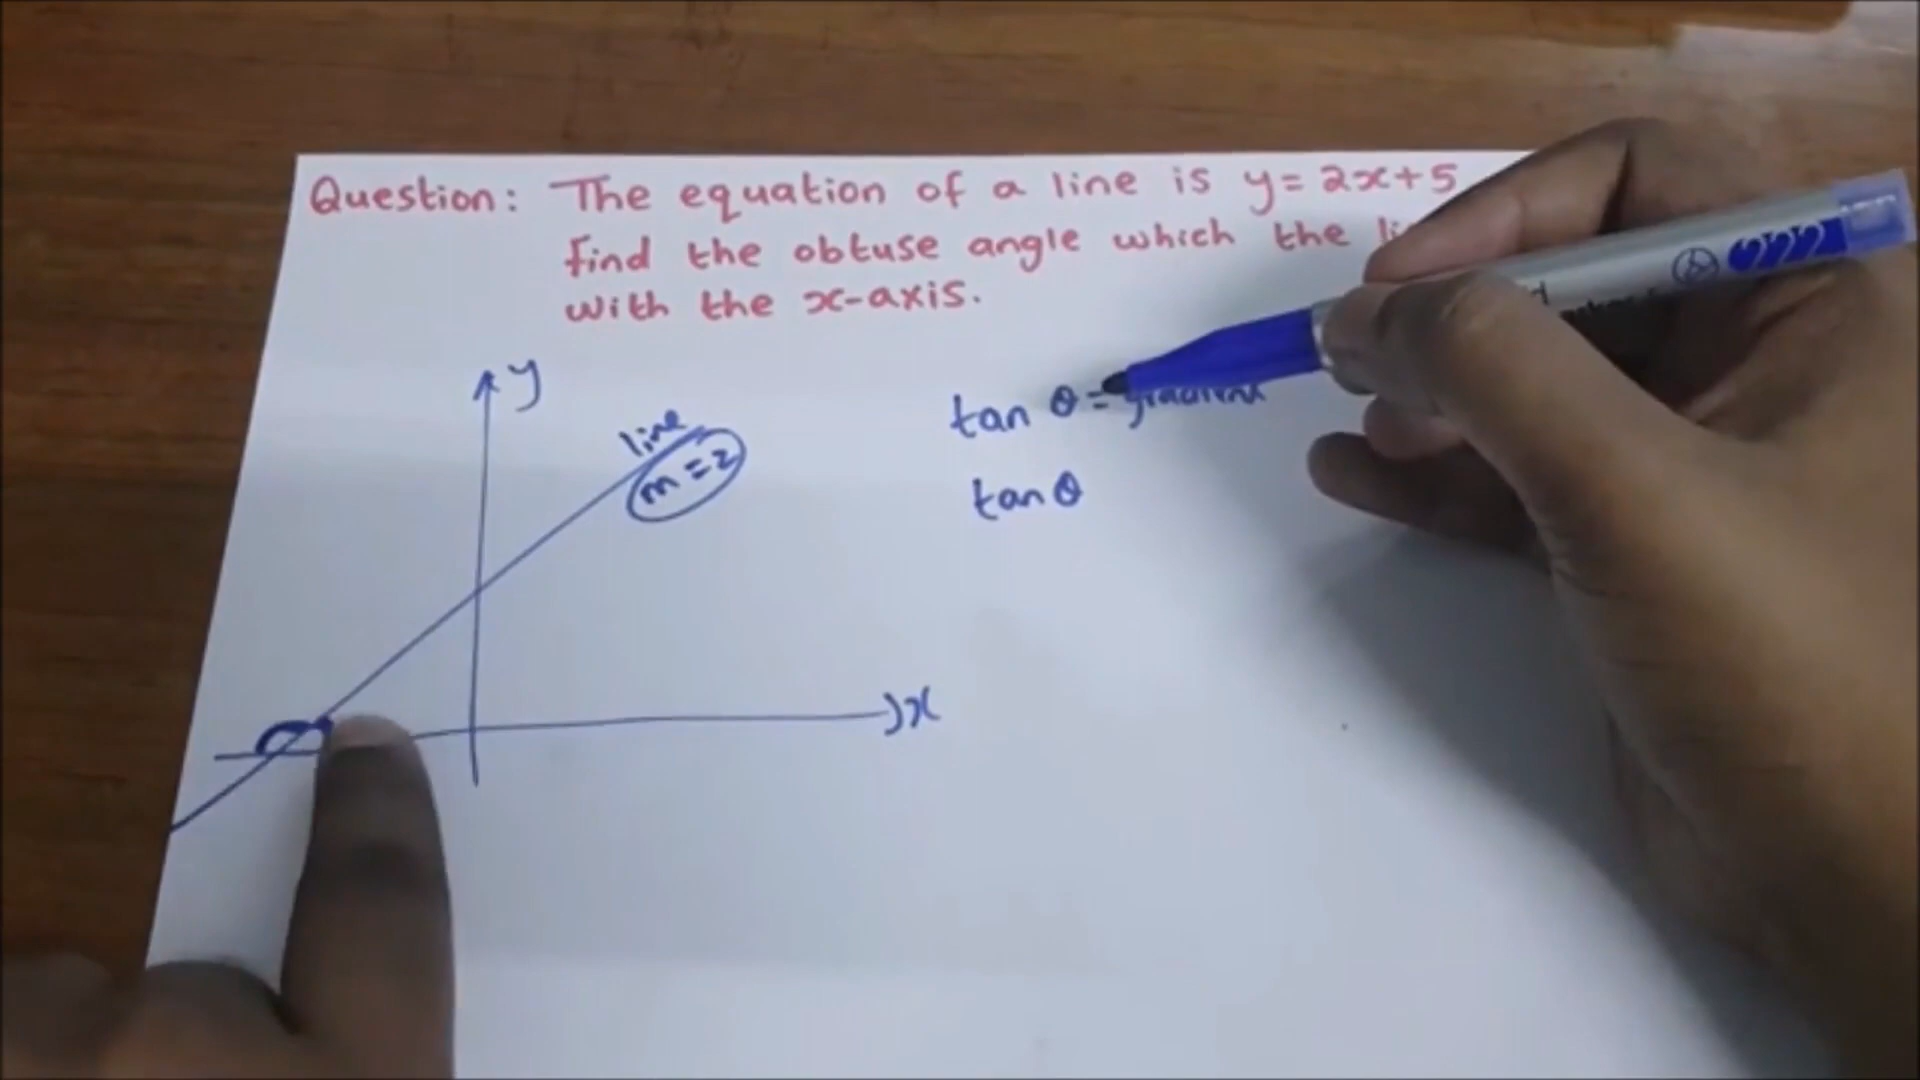 Question: The equation of a line is y=2x+5
find the obtuse angle which the
with the x-axis.
y
line
m=2
tan θ = gradient
tan θ
x